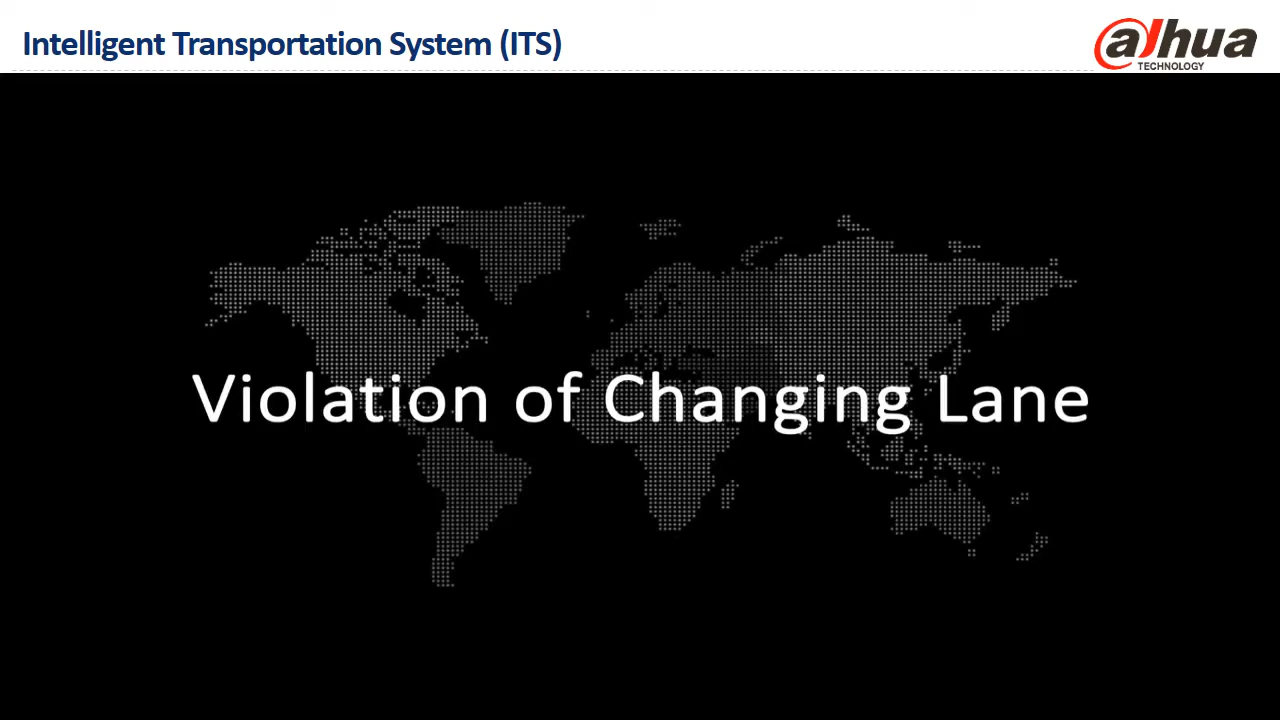 Intelligent Transportation System (ITS)
alhua
TECHNOLOGY
Violation of Changing Lane